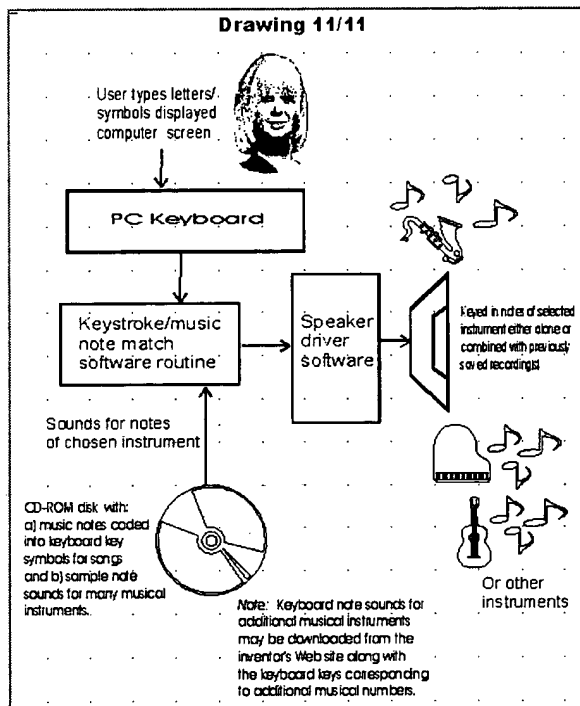 Drawing 11/11
User types letters/
symbols displayed
computer screen
PC Keyboard
Keystroke/music
note match
software routine
Speaker
driver
software
Keyed in notes of selected
instrument either alone or
combined with previously
saved recordings
Sounds for notes
of chosen instrument
CD-ROM disk with:
a) music notes coded
into keyboard key
symbols for songs
and b) sample note
sounds for many musical
instruments.
Note: Keyboard note sounds for
additional musical instruments
may be downloaded from the
inventor's Web site along with
the keyboard keys corresponding
to additional musical numbers.
Or other
instruments